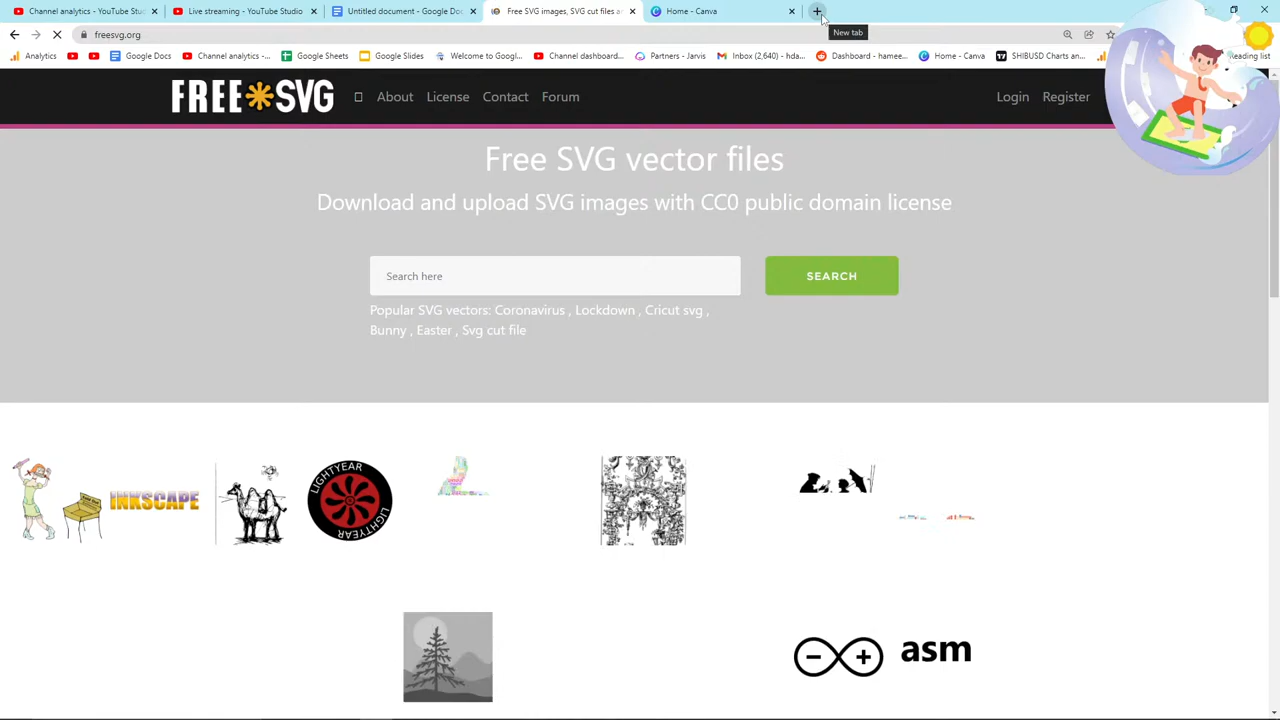 Channel analytics - YouTube Stu
Live streaming - YouTube Studio
Untitled document - Google Doc
Free SVG images, SVG cut files a
Home - Canva
freesvg.org
New tab
Analytics
Google Docs
Channel analytics -...
Google Sheets
Google Slides
Welcome to Googl...
Channel dashboard...
Partners - Jarvis
Inbox (2,640) - hda...
Dashboard - hamee...
Home - Canva
SHIBUSD Charts an...
Reading list
FREE SVG
About
License
Contact
Forum
Login
Register
Free SVG vector files
Download and upload SVG images with CC0 public domain license
Search here
SEARCH
Popular SVG vectors: Coronavirus , Lockdown , Cricut svg ,
Bunny , Easter , Svg cut file
INKSCAPE
LIGHTYEAR
LIGHTYEAR
asm